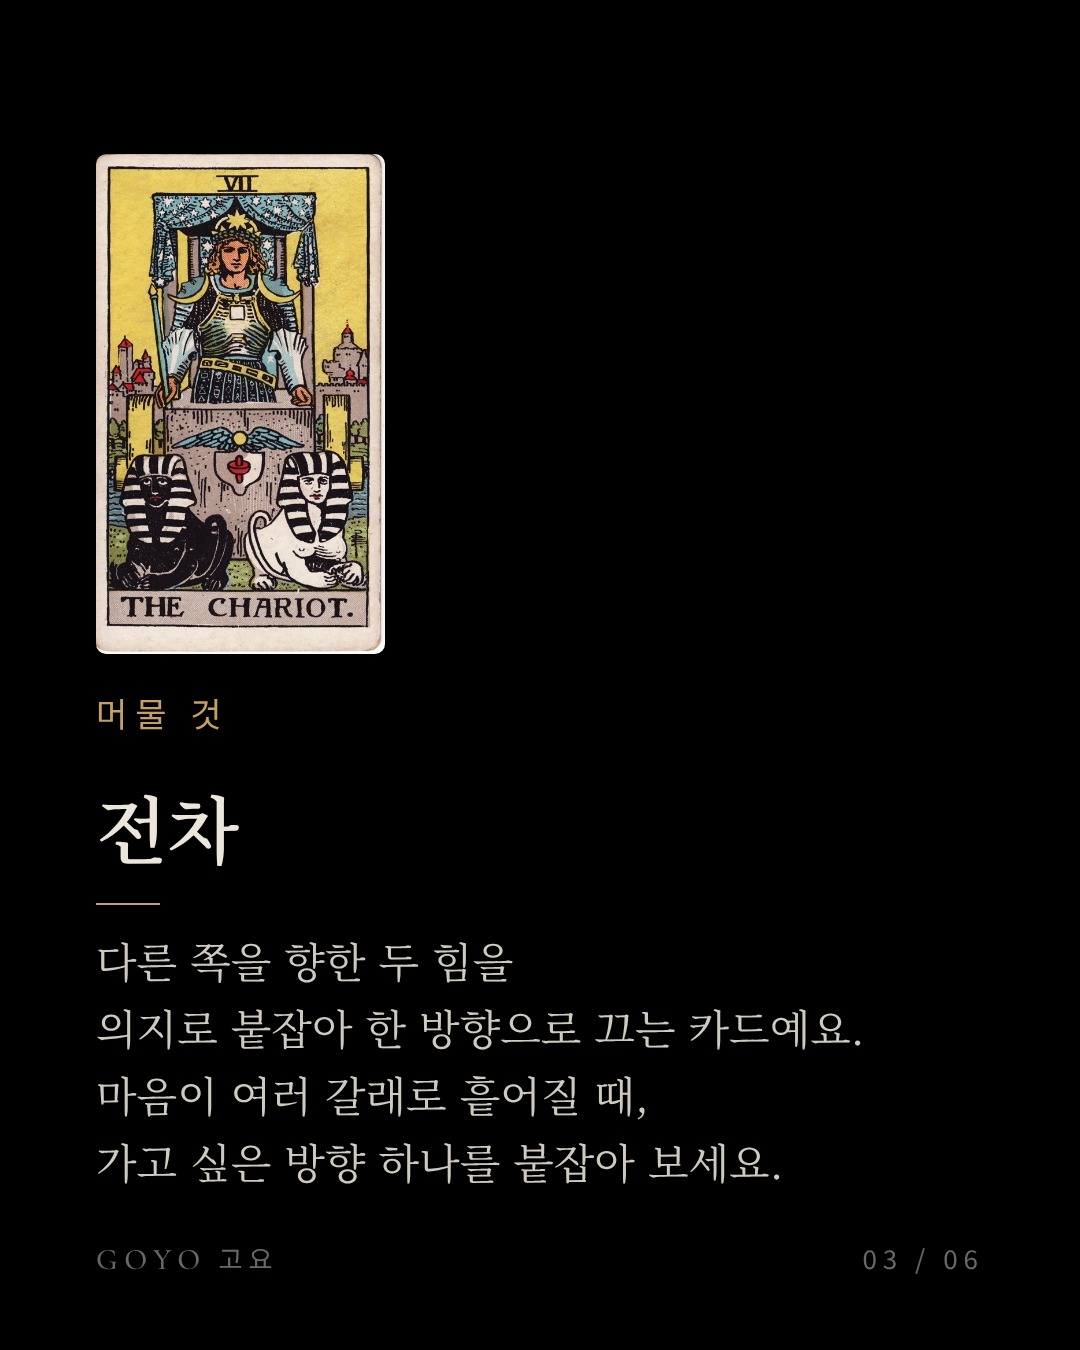 VII
THE CHARIOT.
머물 것
전차
다른 쪽을 향한 두 힘을
의지로 붙잡아 한 방향으로 끄는 카드예요.
마음이 여러 갈래로 흩어질 때,
가고 싶은 방향 하나를 붙잡아 보세요.
GOYO 고요
03 / 06